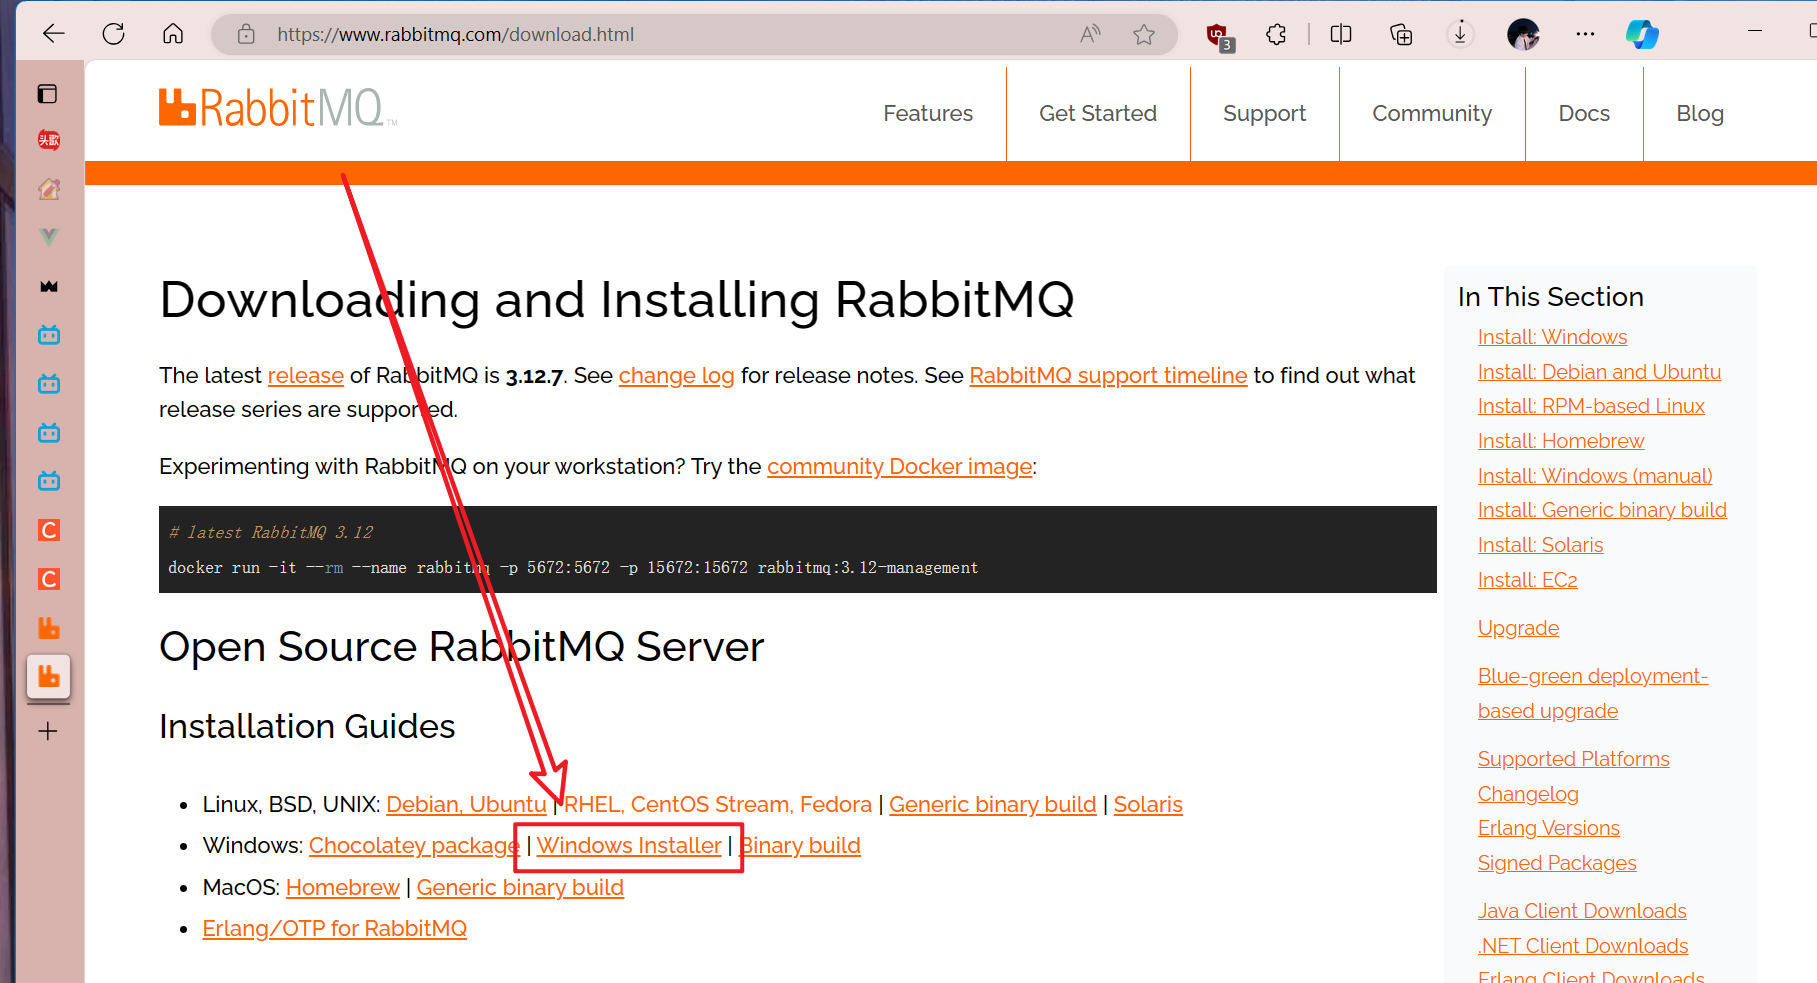 https://www.rabbitmq.com/download.html
3
头歌
RabbitMQ™
Features
Get Started
Support
Community
Docs
Blog
Downloading and Installing RabbitMQ
The latest release of RabbitMQ is 3.12.7. See change log for release notes. See RabbitMQ support timeline to find out what
release series are supported.
Experimenting with RabbitMQ on your workstation? Try the community Docker image:
# latest RabbitMQ 3.12
docker run -it --rm --name rabbitmq -p 5672:5672 -p 15672:15672 rabbitmq:3.12-management
Open Source RabbitMQ Server
Installation Guides
• Linux, BSD, UNIX: Debian, Ubuntu | RHEL, CentOS Stream, Fedora | Generic binary build | Solaris
• Windows: Chocolatey package | Windows Installer | Binary build
• MacOS: Homebrew | Generic binary build
• Erlang/OTP for RabbitMQ
In This Section
Install: Windows
Install: Debian and Ubuntu
Install: RPM-based Linux
Install: Homebrew
Install: Windows (manual)
Install: Generic binary build
Install: Solaris
Install: EC2
Upgrade
Blue-green deployment-
based upgrade
Supported Platforms
Changelog
Erlang Versions
Signed Packages
Java Client Downloads
.NET Client Downloads
Erlang Client Downloads